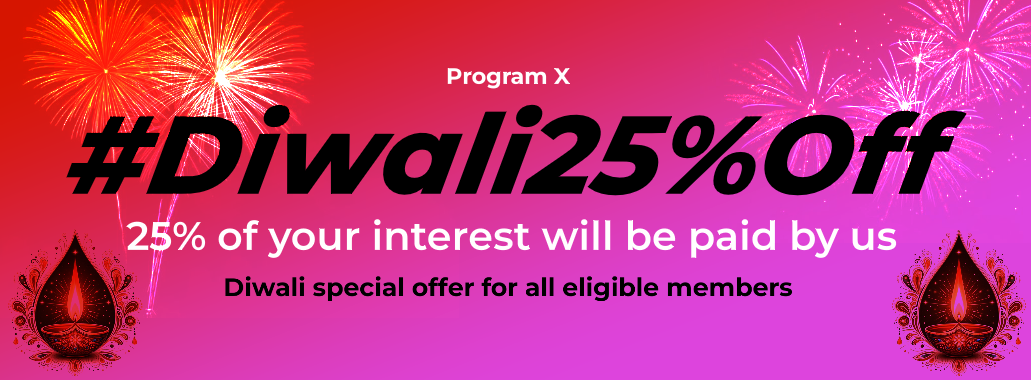 Program X
#Diwali25%Off
25% of your interest will be paid by us
Diwali special offer for all eligible members